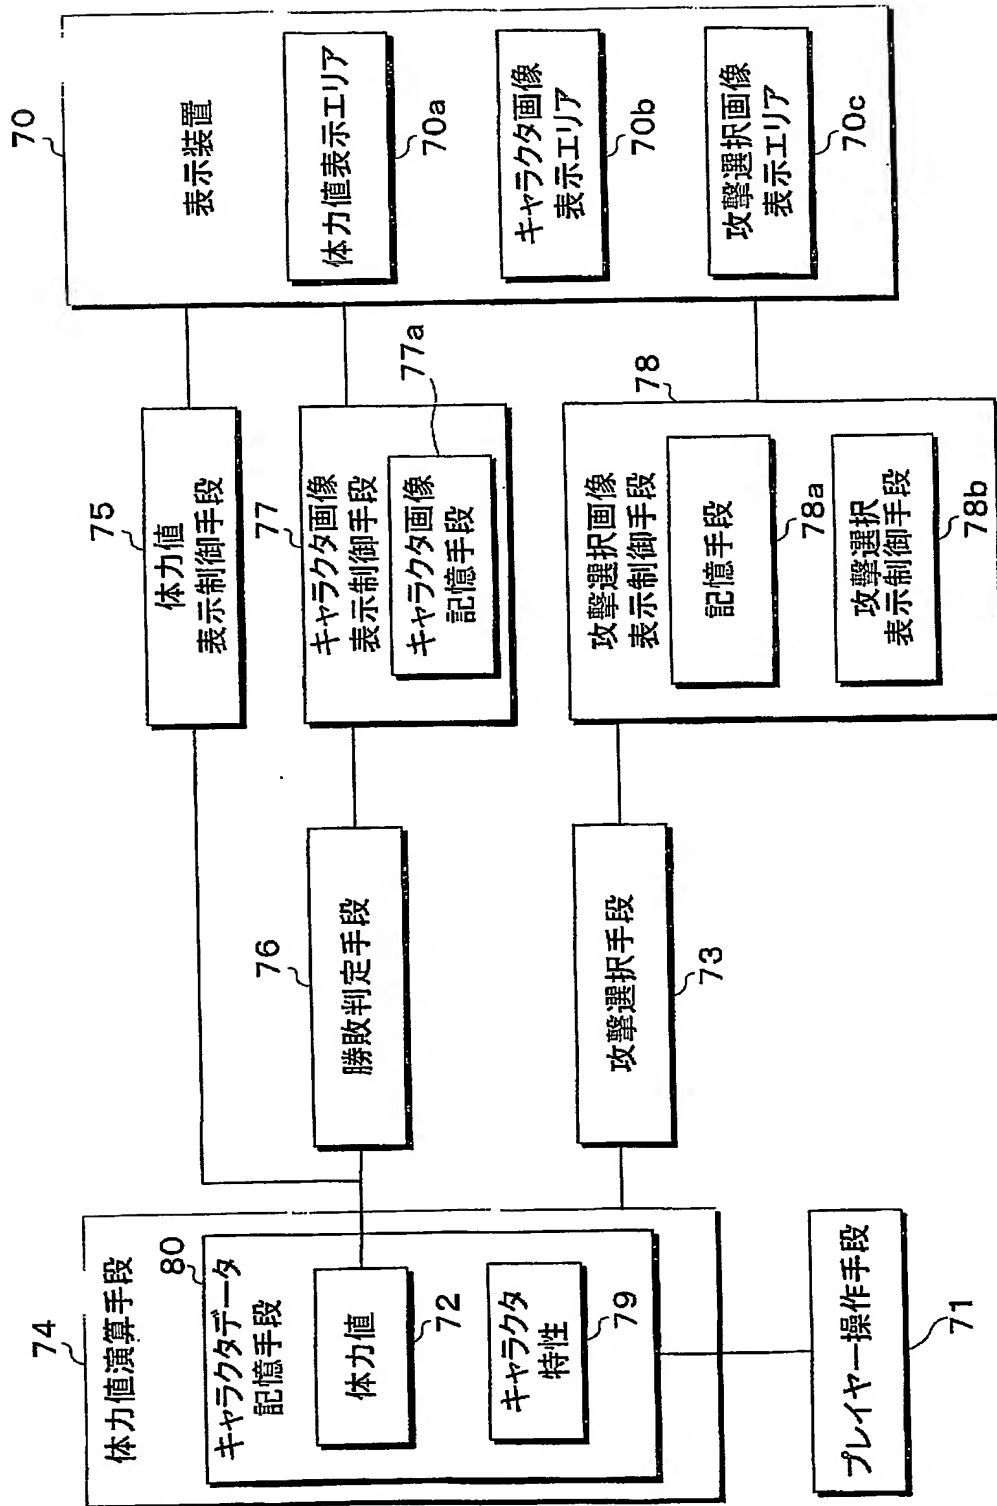 74
体力値演算手段
80
キャラクタデータ
記憶手段
体力値
72
キャラクタ
特性
79
プレイヤー操作手段
71
76
勝敗判定手段
攻撃選択手段
73
75
体力値
表示制御手段
77
キャラクタ画像
表示制御手段
77a
キャラクタ画像
記憶手段
78
攻撃選択画像
表示制御手段
記憶手段
78a
攻撃選択
表示制御手段
78b
70
表示装置
体力値表示エリア
70a
キャラクタ画像
表示エリア
70b
攻撃選択画像
表示エリア
70c